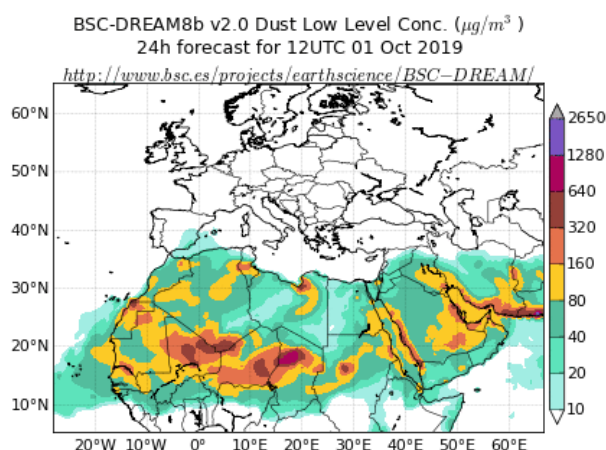 BSC-DREAM8b v2.0 Dust Low Level Conc. (μg/m³ )
24h forecast for 12UTC 01 Oct 2019
http://www.bsc.es/projects/earthscience/BSC−DREAM/
60°N
50°N
40°N
30°N
20°N
10°N
20°W
10°W
0°
10°E
20°E
30°E
40°E
50°E
60°E
2650
1280
640
320
160
80
40
20
10